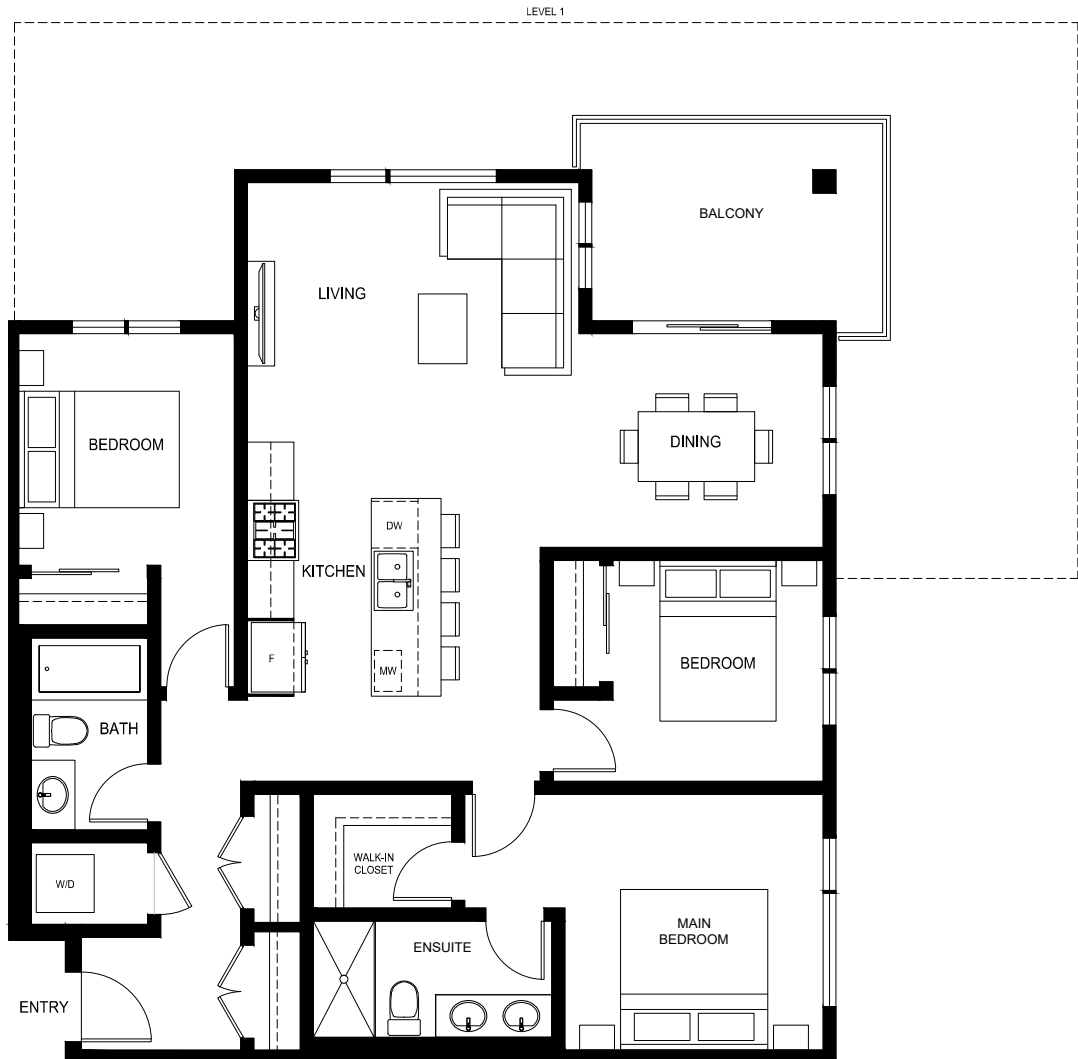 LEVEL 1
BALCONY
LIVING
BEDROOM
DINING
DW
KITCHEN
F
MW
BEDROOM
BATH
WALK-IN
CLOSET
W/D
MAIN
BEDROOM
ENSUITE
ENTRY